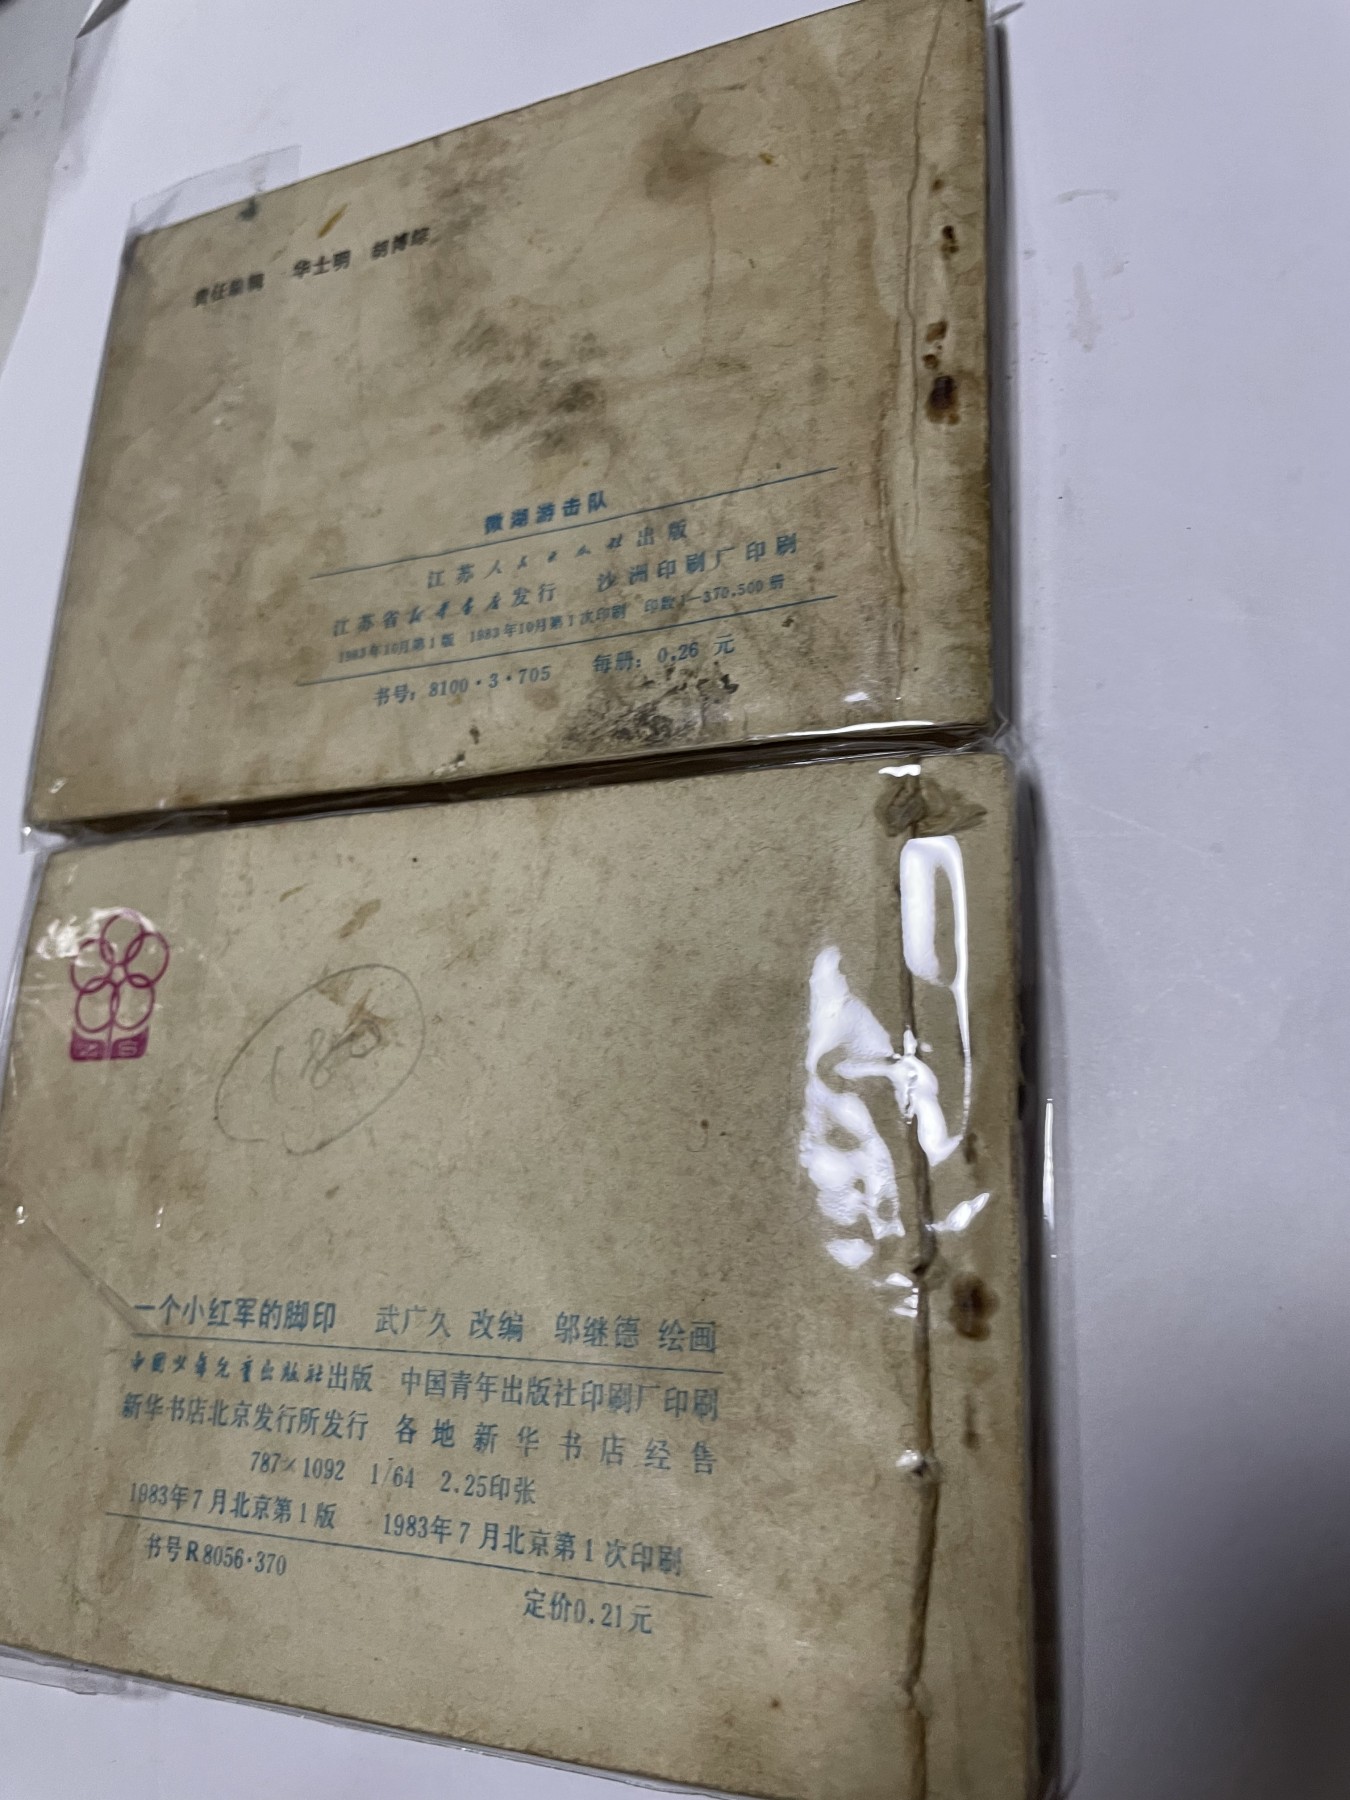 责任编辑 华士明 胡博综
微湖游击队
江苏人民出版社出版
江苏省新华书店发行 沙洲印刷厂印刷
1983年10月第1版 1983年10月第1次印刷 印数1—370,500册
书号：8100·3·705 每册：0.26 元
一个小红军的脚印 武广久 改编 邬继德 绘画
中国少年儿童出版社出版 中国青年出版社印刷厂印刷
新华书店北京发行所发行 各地新华书店经售
787×1092 1/64 2.25印张
1983年7月北京第1版 1983年7月北京第1次印刷
书号R8056·370
定价0.21元